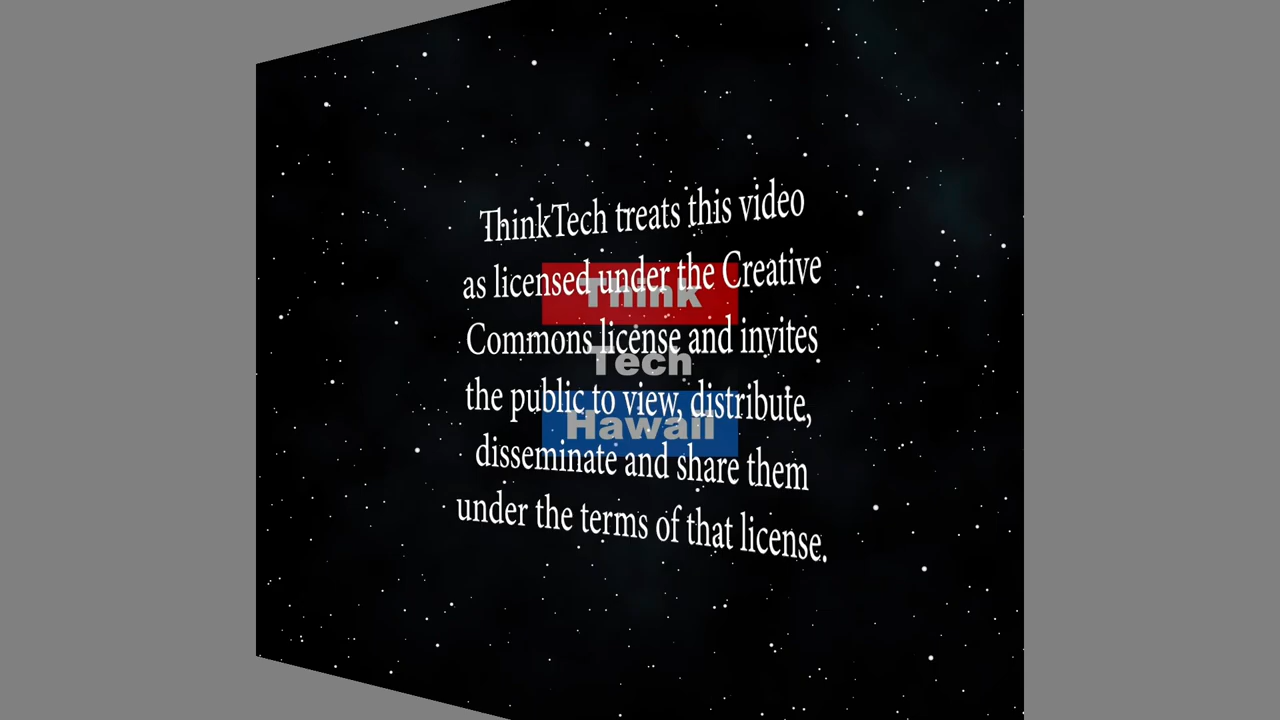 ThinkTech treats this video
as licensed under the Creative
Commons license and invites
the public to view, distribute,
disseminate and share them
under the terms of that license.
Think
Tech
Hawaii